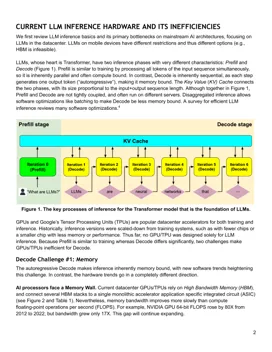 CURRENT LLM INFERENCE HARDWARE AND ITS INEFFICIENCIES
We first review LLM inference basics and its primary bottlenecks on mainstream AI architectures, focusing on
LLMs in the datacenter. LLMs on mobile devices have different restrictions and thus different options (e.g.,
HBM is infeasible).
LLMs, whose heart is Transformer, have two inference phases with very different characteristics: Prefill and
Decode (Figure 1). Prefill is similar to training by processing all tokens of the input sequence simultaneously,
so it is inherently parallel and often compute bound. In contrast, Decode is inherently sequential, as each step
generates one output token ("autoregressive"), making it memory bound. The Key Value (KV) Cache connects
the two phases, with its size proportional to the input+output sequence length. Although together in Figure 1,
Prefill and Decode are not tightly coupled, and often run on different servers. Disaggregated inference allows
software optimizations like batching to make Decode be less memory bound. A survey for efficient LLM
inference reviews many software optimizations.
Prefill stage
Decode stage
KV Cache
Iteration 0
(Prefill)
Iteration 1
(Decode)
Iteration 2
(Decode)
Iteration 3
(Decode)
Iteration 4
(Decode)
Iteration 5
(Decode)
Iteration 6
(Decode)
"What are LLMs?"
LLMs
are
neural
networks
that
Figure 1. The key processes of inference for the Transformer model that is the foundation of LLMs.
GPUs and Google's Tensor Processing Units (TPUs) are popular datacenter accelerators for both training and
inference. Historically, inference versions were scaled-down from training systems, such as with fewer chips or
a smaller chip with less memory or performance. Thus far, no GPU/TPU was designed solely for LLM
inference. Because Prefill is similar to training whereas Decode differs significantly, two challenges make
GPUs/TPUs inefficient for Decode.
Decode Challenge #1: Memory
The autoregressive Decode makes inference inherently memory bound, with new software trends heightening
this challenge. In contrast, the hardware trends go in a completely different direction.
AI processors face a Memory Wall. Current datacenter GPUs/TPUs rely on High Bandwidth Memory (HBM),
and connect several HBM stacks to a single monolithic accelerator application specific integrated circuit (ASIC)
(see Figure 2 and Table 1). Nevertheless, memory bandwidth improves more slowly than compute
floating-point operations per second (FLOPS). For example, NVIDIA GPU 64-bit FLOPS rose by 80X from
2012 to 2022, but bandwidth grew only 17X. This gap will continue expanding.
2